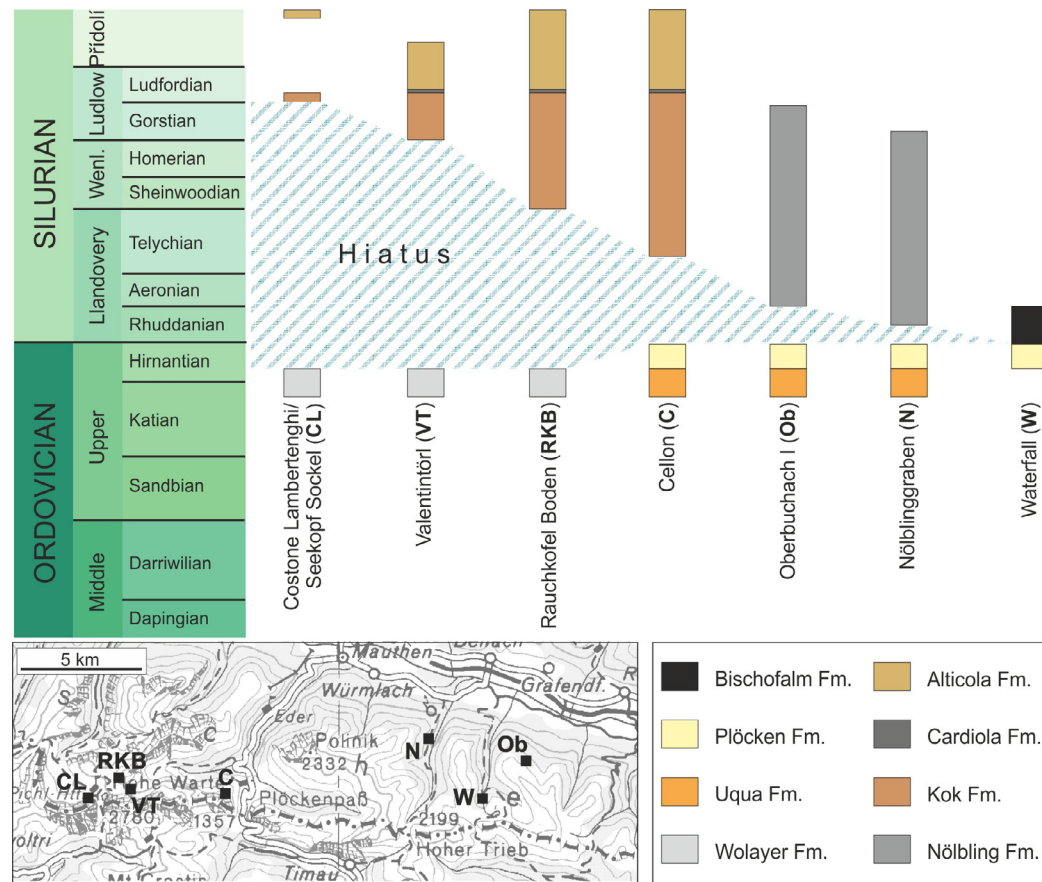 SILURIAN
ORDOVICIAN
Přídolí
Ludlow
Wenl.
Llandovery
Upper
Middle
Ludfordian
Gorstian
Homerian
Sheinwoodian
Telychian
Aeronian
Rhuddanian
Hirnantian
Katian
Sandbian
Darriwilian
Dapingian
Hiatus
Costone Lambertenghi/
Seekopf Sockel (CL)
Valentintörl (VT)
Rauchkofel Boden (RKB)
Cellon (C)
Oberbuchach I (Ob)
Nölblinggraben (N)
Waterfall (W)
5 km
Mauthen
Würmlach
Grafendf.
R
Eder
S
C
Polinik
2332 h
N
Ob
RKB
CL
VT
C
W
e
2780
1357
Plöckenpaß
2199
Hoher Trieb
Timau
Bischofalm Fm.
Plöcken Fm.
Uqua Fm.
Wolayer Fm.
Alticola Fm.
Cardiola Fm.
Kok Fm.
Nölbling Fm.